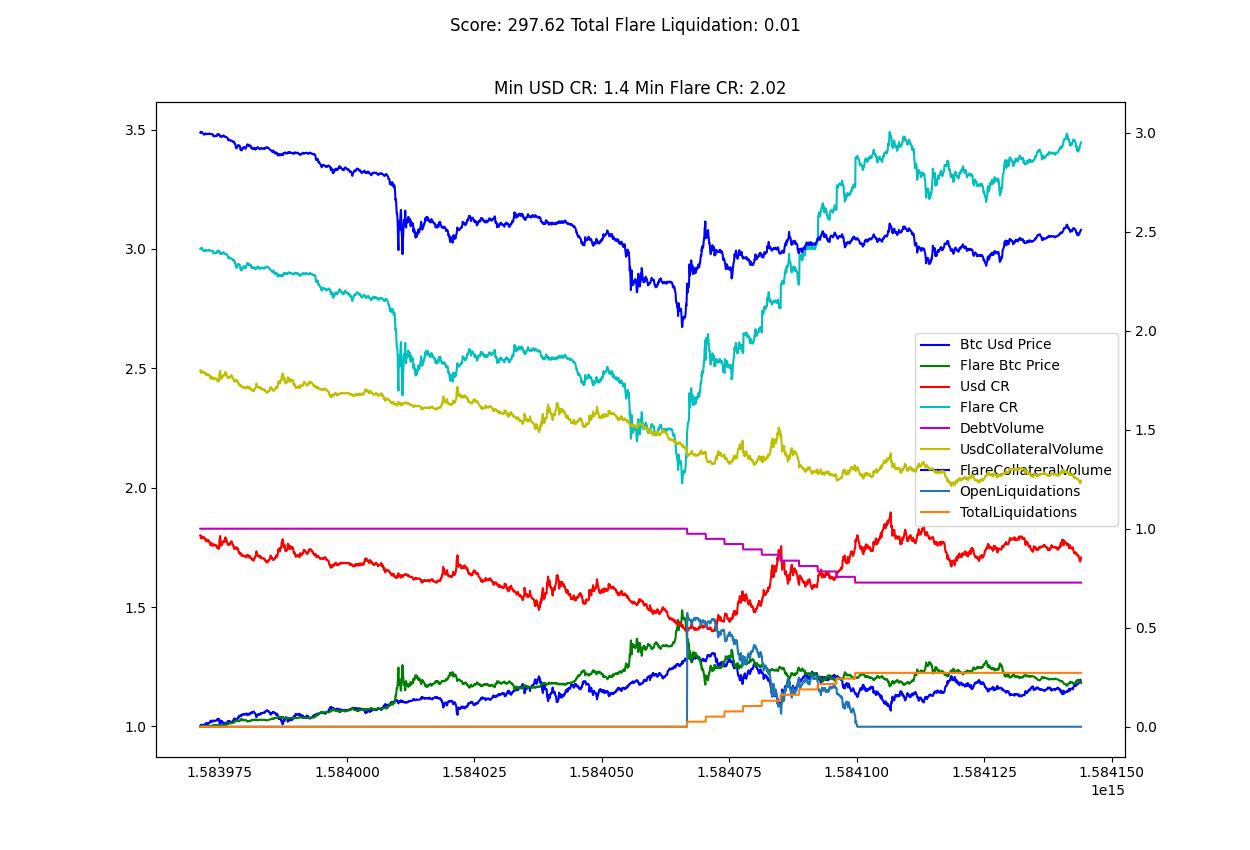 Score: 297.62 Total Flare Liquidation: 0.01
Min USD CR: 1.4 Min Flare CR: 2.02
3.5
3.0
2.5
2.0
1.5
1.0
3.0
2.5
2.0
1.5
1.0
0.5
0.0
Btc Usd Price
Flare Btc Price
Usd CR
Flare CR
DebtVolume
UsdCollateralVolume
FlareCollateralVolume
OpenLiquidations
TotalLiquidations
1.583975 1.584000 1.584025 1.584050 1.584075 1.584100 1.584125 1.584150
1e15